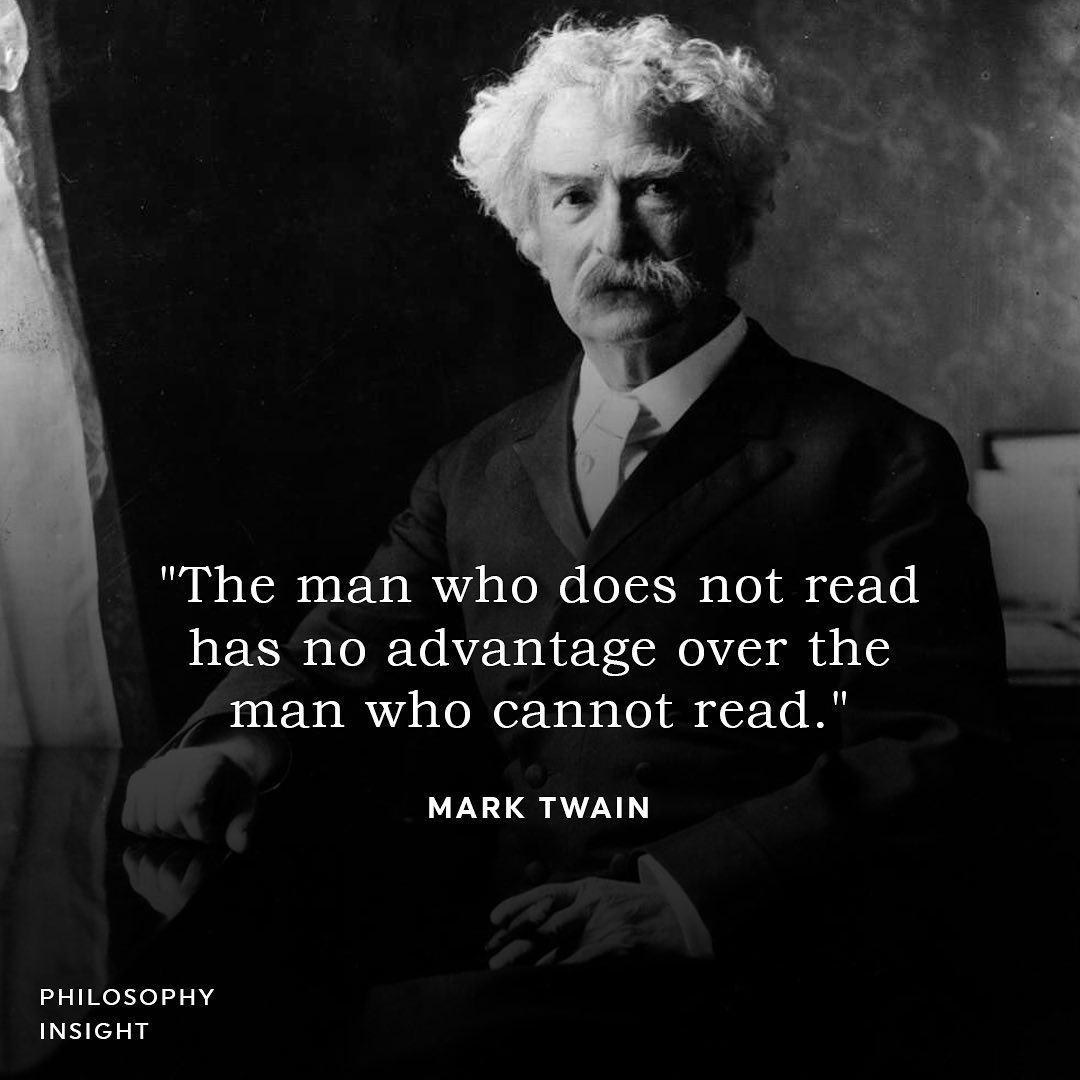 "The man who does not read
has no advantage over the
man who cannot read."
MARK TWAIN
PHILOSOPHY
INSIGHT